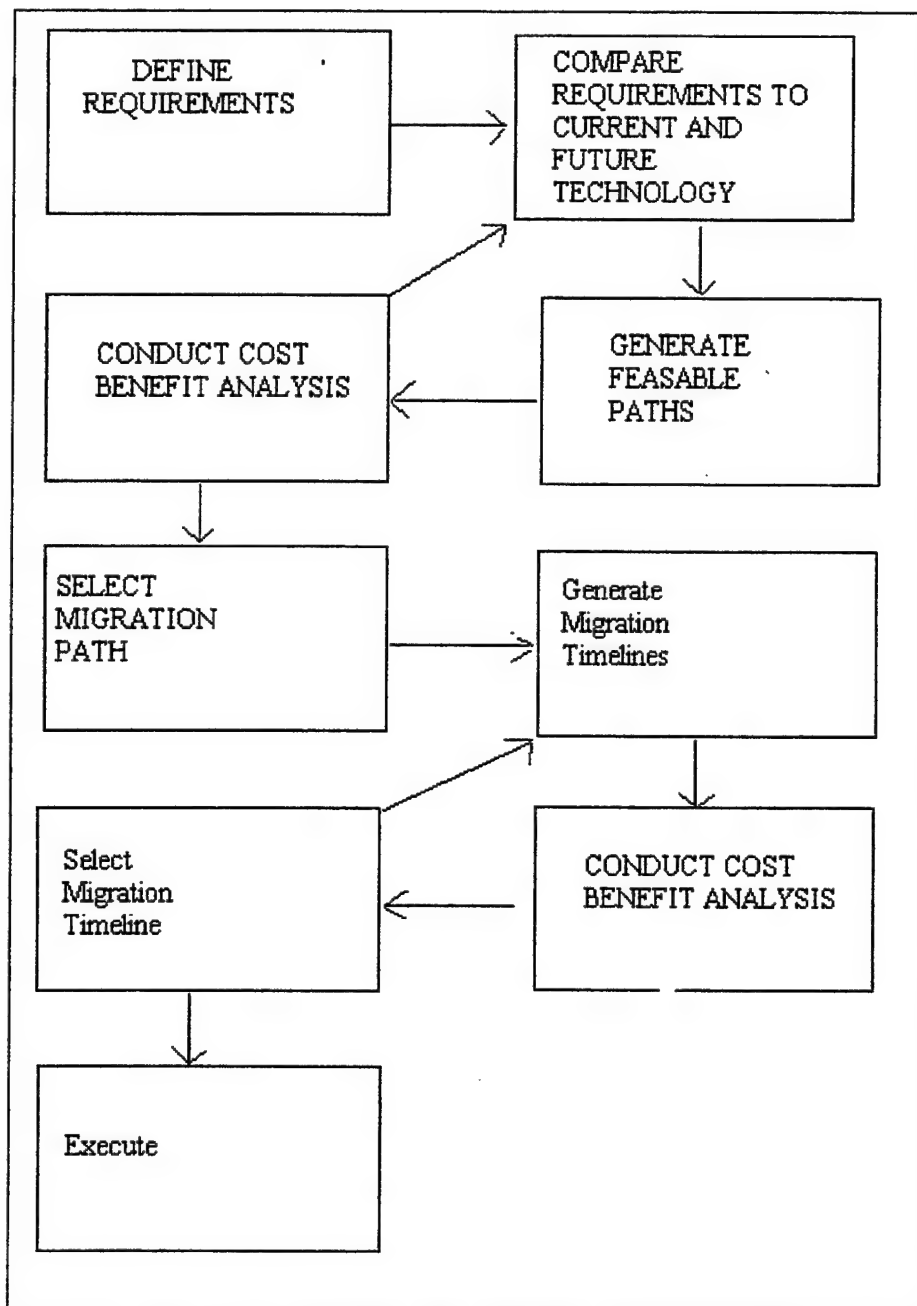 DEFINE
REQUIREMENTS
COMPARE
REQUIREMENTS TO
CURRENT AND
FUTURE
TECHNOLOGY
CONDUCT COST
BENEFIT ANALYSIS
GENERATE
FEASABLE
PATHS
SELECT
MIGRATION
PATH
Generate
Migration
Timelines
Select
Migration
Timeline
CONDUCT COST
BENEFIT ANALYSIS
Execute